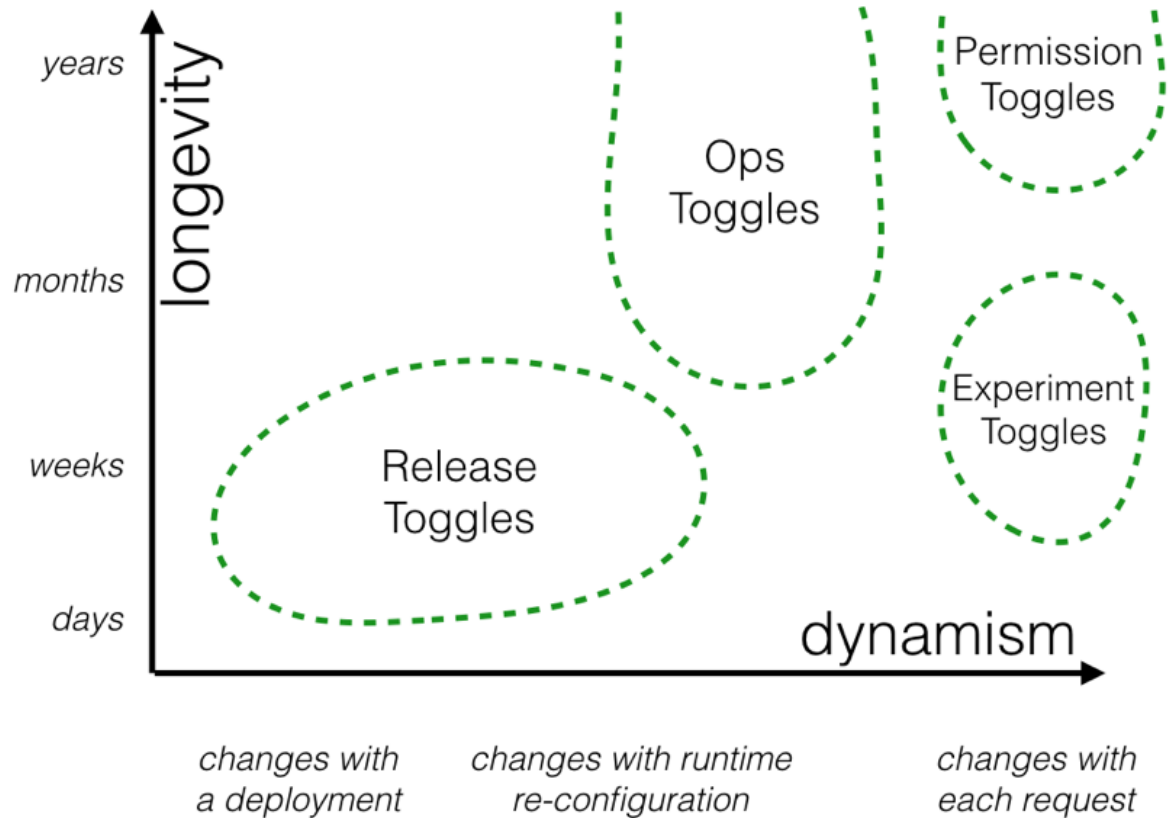 years
longevity
months
weeks
days
Ops
Toggles
Permission
Toggles
Experiment
Toggles
Release
Toggles
dynamism
changes with
a deployment
changes with runtime
re-configuration
changes with
each request